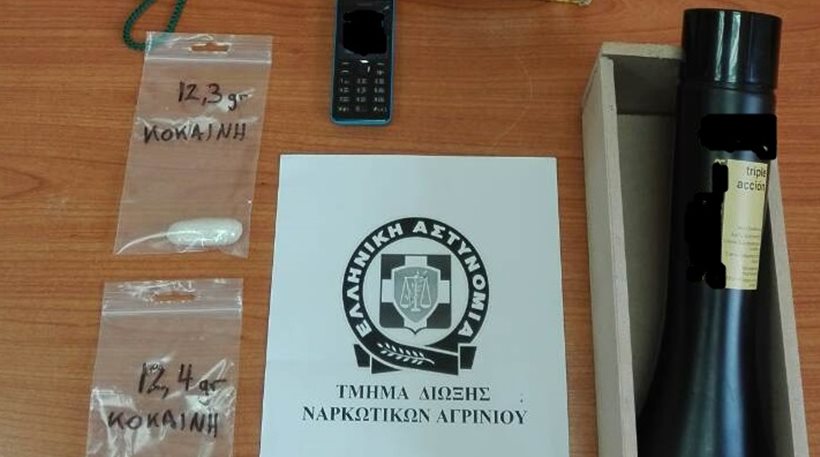 12,3 gr
ΚΟΚΑΙΝΗ
12,4 gr
ΚΟΚΑΙΝΗ
ΕΛΛΗΝΙΚΗ ΑΣΤΥΝΟΜΙΑ
ΤΜΗΜΑ ΔΙΩΞΗΣ
ΝΑΡΚΩΤΙΚΩΝ ΑΓΡΙΝΙΟΥ
triple
acción